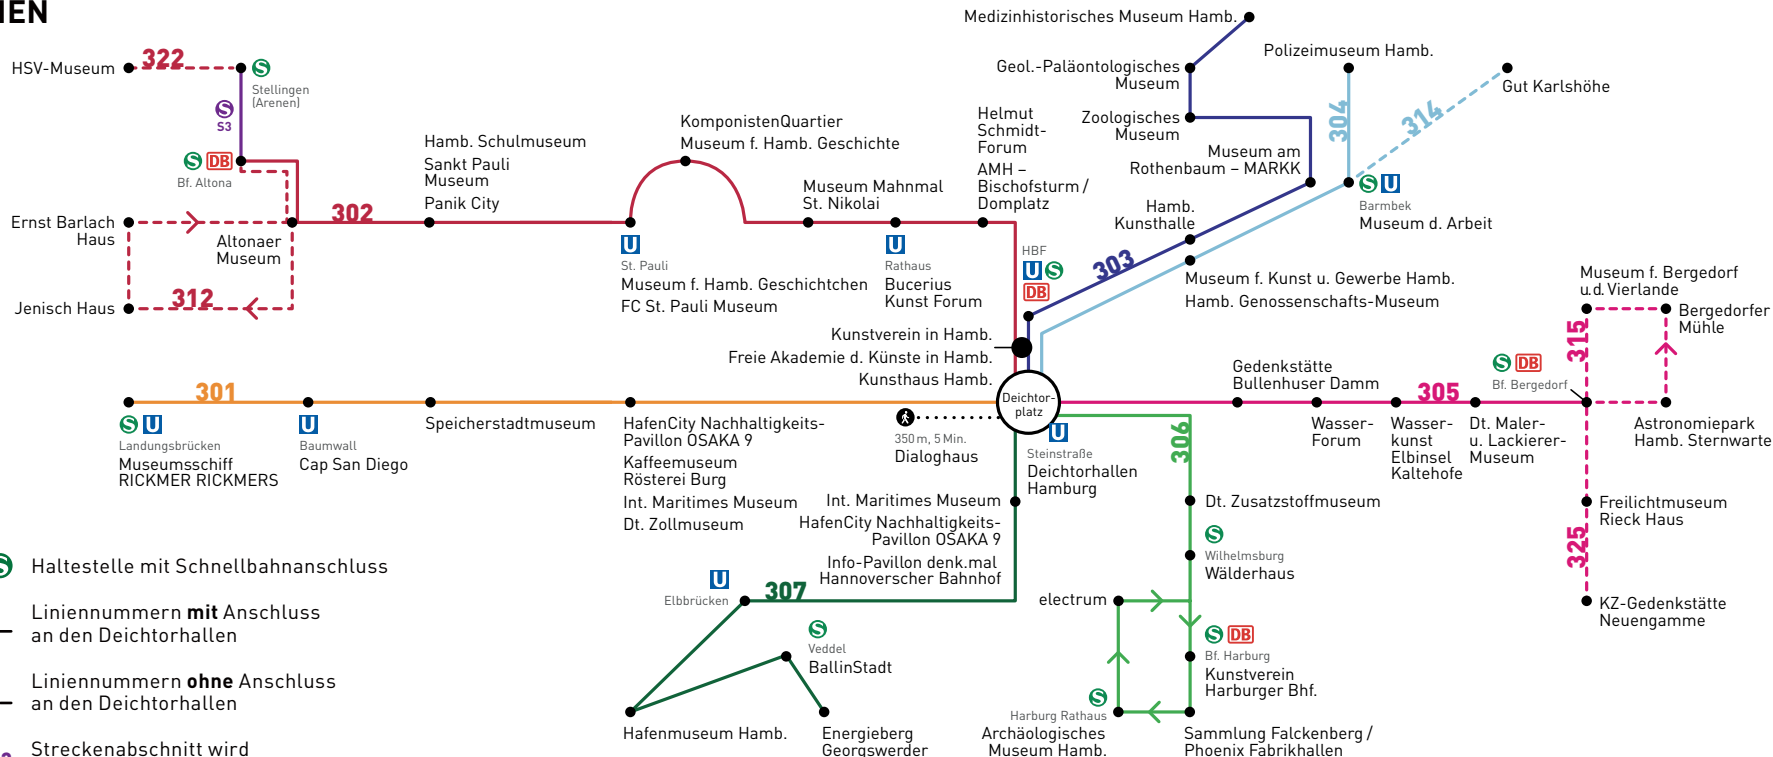 IEN
322
HSV-Museum
S
Stellingen
(Arenen)
S
S3
S DB
Bf. Altona
Ernst Barlach
Haus
Altonaer
Museum
312
Jenisch Haus
302
Hamb. Schulmuseum
Sankt Pauli
Museum
Panik City
KomponistenQuartier
Museum f. Hamb. Geschichte
U
St. Pauli
Museum f. Hamb. Geschichtchen
FC St. Pauli Museum
Museum Mahnmal
St. Nikolai
U
Rathaus
Bucerius
Kunst Forum
Helmut
Schmidt-
Forum
AMH –
Bischofsturm /
Domplatz
HBF
U S
DB
Medizinhistorisches Museum Hamb.
Geol.-Paläontologisches
Museum
Zoologisches
Museum
Museum am
Rothenbaum – MARKK
Hamb.
Kunsthalle
303
Polizeimuseum Hamb.
304
314
Gut Karlshöhe
S U
Barmbek
Museum d. Arbeit
Museum f. Kunst u. Gewerbe Hamb.
Hamb. Genossenschafts-Museum
Kunstverein in Hamb.
Freie Akademie d. Künste in Hamb.
Kunsthaus Hamb.
Deichtor-
platz
301
S U
Landungsbrücken
Museumsschiff
RICKMER RICKMERS
U
Baumwall
Cap San Diego
Speicherstadtmuseum
HafenCity Nachhaltigkeits-
Pavillon OSAKA 9
Kaffeemuseum
Rösterei Burg
Int. Maritimes Museum
Dt. Zollmuseum
350 m, 5 Min.
Dialoghaus
U
Steinstraße
Deichtorhallen
Hamburg
Gedenkstätte
Bullenhuser Damm
305
Wasser-
Forum
Wasser-
kunst
Elbinsel
Kaltehofe
Dt. Maler-
u. Lackierer-
Museum
S DB
Bf. Bergedorf
315
Museum f. Bergedorf
u.d. Vierlande
Bergedorfer
Mühle
Astronomiepark
Hamb. Sternwarte
Freilichtmuseum
Rieck Haus
325
KZ-Gedenkstätte
Neuengamme
306
Dt. Zusatzstoffmuseum
S
Wilhelmsburg
Wälderhaus
electrum
S DB
Bf. Harburg
Kunstverein
Harburger Bhf.
S
Harburg Rathaus
Archäologisches
Museum Hamb.
Sammlung Falckenberg /
Phoenix Fabrikhallen
Int. Maritimes Museum
HafenCity Nachhaltigkeits-
Pavillon OSAKA 9
Info-Pavillon denk.mal
Hannoverscher Bahnhof
307
U
Elbbrücken
S
Veddel
BallinStadt
Hafenmuseum Hamb.
Energieberg
Georgswerder
S Haltestelle mit Schnellbahnanschluss
Liniennummern mit Anschluss
an den Deichtorhallen
Liniennummern ohne Anschluss
an den Deichtorhallen
Streckenabschnitt wird